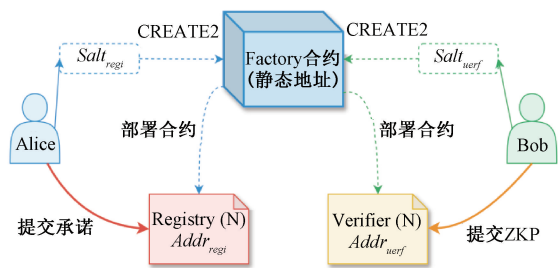 CREATE2
CREATE2
Salt_regi
Factory合约
(静态地址)
Salt_uerf
Alice
部署合约
部署合约
Bob
提交承诺
Registry (N)
Addr_regi
Verifier (N)
Addr_uerf
提交ZKP